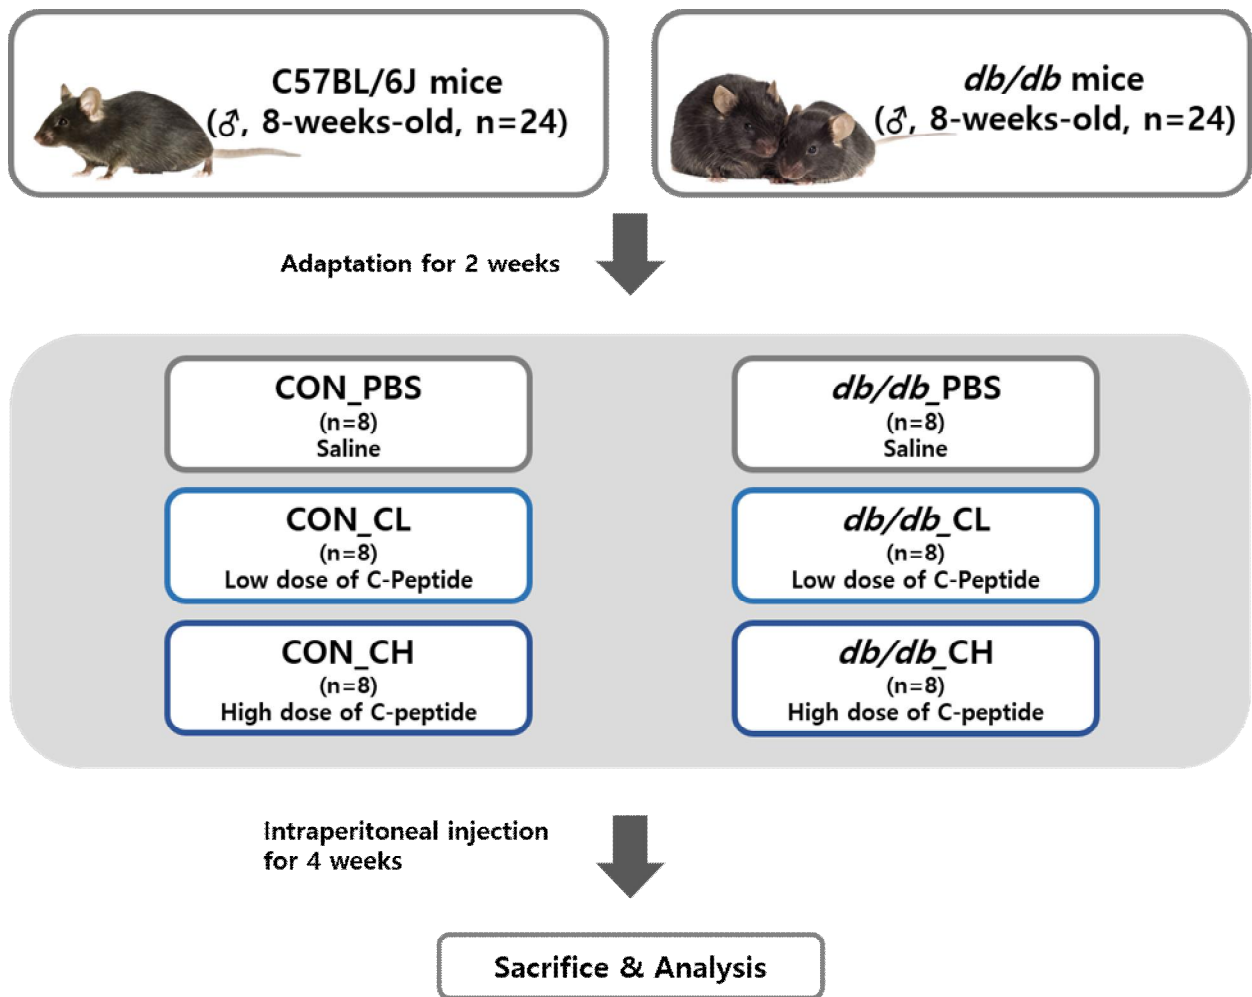 C57BL/6J mice
(♂, 8-weeks-old, n=24)
db/db mice
(♂, 8-weeks-old, n=24)
Adaptation for 2 weeks
CON_PBS
(n=8)
Saline
db/db_PBS
(n=8)
Saline
CON_CL
(n=8)
Low dose of C-Peptide
db/db_CL
(n=8)
Low dose of C-Peptide
CON_CH
(n=8)
High dose of C-peptide
db/db_CH
(n=8)
High dose of C-peptide
Intraperitoneal injection
for 4 weeks
Sacrifice & Analysis